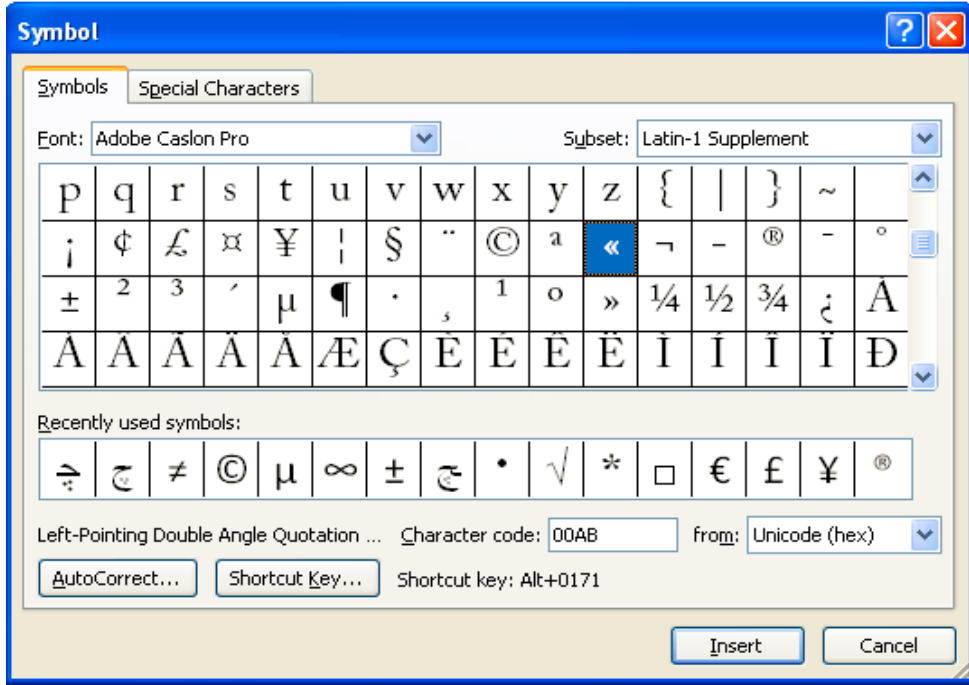 Symbol
Symbols Special Characters
Font: Adobe Caslon Pro Subset: Latin-1 Supplement
p q r s t u v w x y z { | } ~
¡ ¢ £ ¤ ¥ ¦ § ¨ © ª « ¬ - ® ¯ °
± ² ³ ´ µ ¶ · ¸ ¹ º » ¼ ½ ¾ ¿ À
Á Â Ã Ä Å Æ Ç È É Ê Ë Ì Í Î Ï Ð
Recently used symbols:
≠ © µ ∞ ± • √ * □ € £ ¥ ®
Left-Pointing Double Angle Quotation ... Character code: 00AB from: Unicode (hex)
AutoCorrect... Shortcut Key... Shortcut key: Alt+0171
Insert Cancel